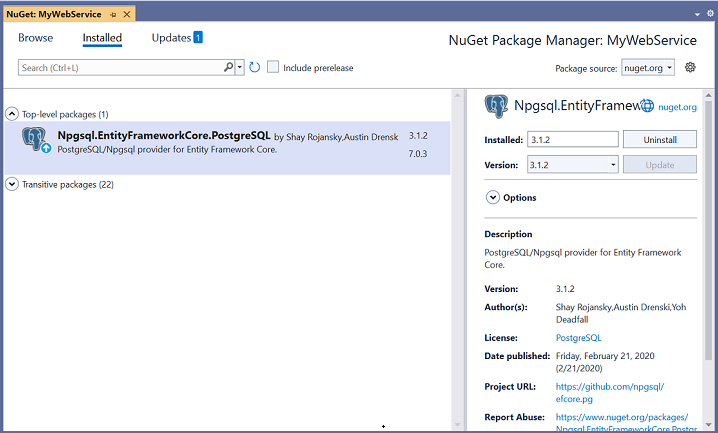 NuGet: MyWebService
Browse Installed Updates 1
NuGet Package Manager: MyWebService
Search (Ctrl+L)
Include prerelease
Package source: nuget.org
Top-level packages (1)
Npgsql.EntityFrameworkCore.PostgreSQL by Shay Rojansky,Austin Drensk 3.1.2
PostgreSQL/Npgsql provider for Entity Framework Core.
7.0.3
Transitive packages (22)
Npgsql.EntityFramew nuget.org
Installed: 3.1.2 Uninstall
Version: 3.1.2 Update
Options
Description
PostgreSQL/Npgsql provider for Entity Framework
Core.
Version: 3.1.2
Author(s): Shay Rojansky,Austin Drenski,Yoh
Deadfall
License: PostgreSQL
Date published: Friday, February 21, 2020
(2/21/2020)
Project URL: https://github.com/npgsql/
efcore.pg
Report Abuse: https://www.nuget.org/packages/
Npgsql.EntityFrameworkCore.Postgr